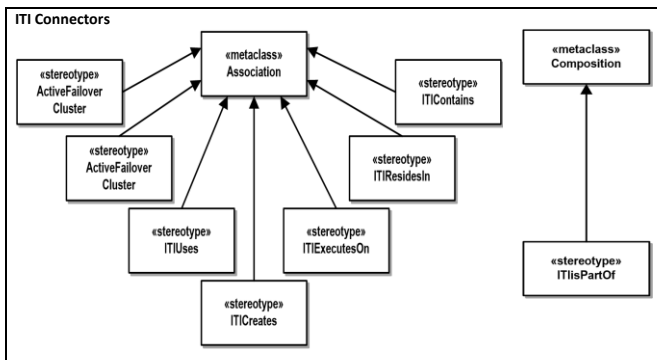 ITI Connectors
«metaclass»
Association
«metaclass»
Composition
«stereotype»
ActiveFailover
Cluster
«stereotype»
ITIContains
«stereotype»
ActiveFailover
Cluster
«stereotype»
ITIResidesIn
«stereotype»
ITIUses
«stereotype»
ITIExecutesOn
«stereotype»
ITIisPartOf
«stereotype»
ITICreates